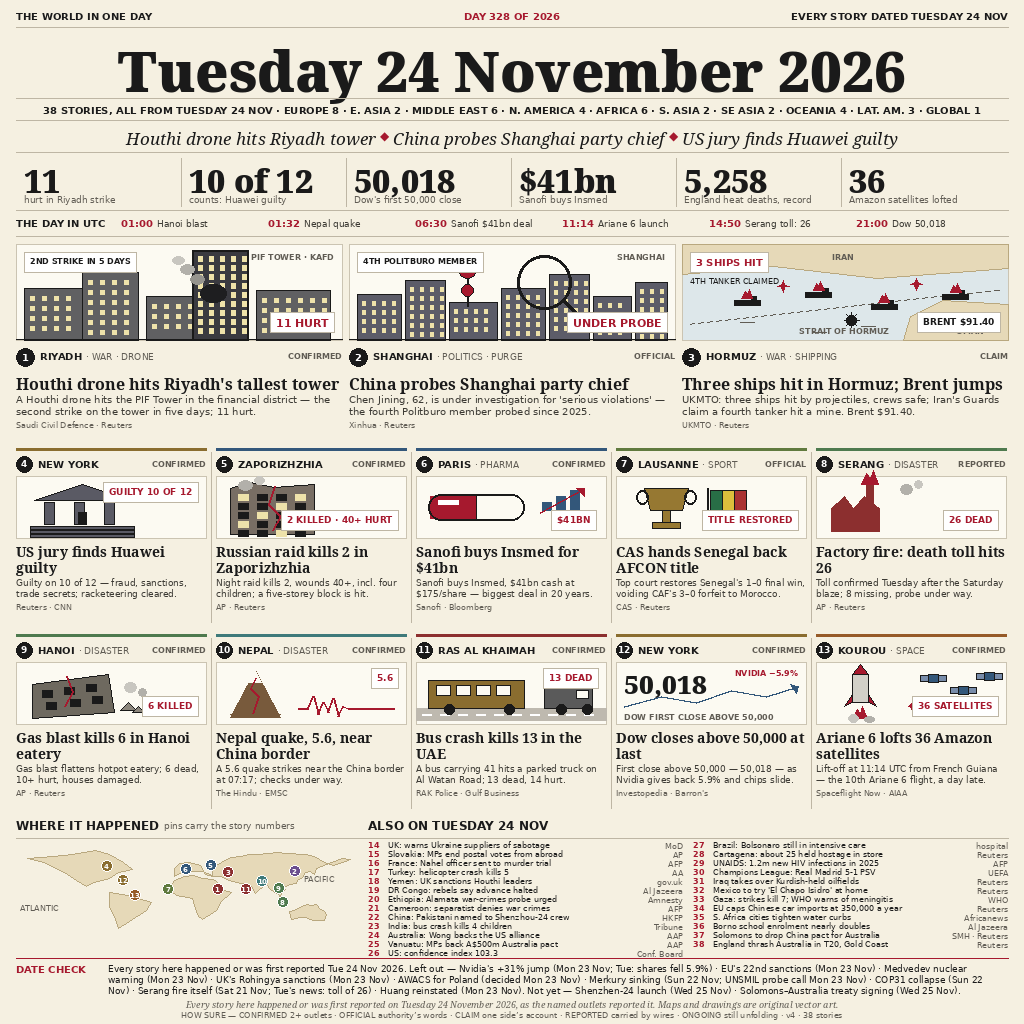 THE WORLD IN ONE DAY
DAY 328 OF 2026
EVERY STORY DATED TUESDAY 24 NOV
Tuesday 24 November 2026
38 STORIES, ALL FROM TUESDAY 24 NOV · EUROPE 8 · E. ASIA 2 · MIDDLE EAST 6 · N. AMERICA 4 · AFRICA 6 · S. ASIA 2 · SE ASIA 2 · OCEANIA 4 · LAT. AM. 3 · GLOBAL 1
Houthi drone hits Riyadh tower ◆ China probes Shanghai party chief ◆ US jury finds Huawei guilty
11
hurt in Riyadh strike
10 of 12
counts: Huawei guilty
50,018
Dow's first 50,000 close
$41bn
Sanofi buys Insmed
5,258
England heat deaths, record
36
Amazon satellites lofted
THE DAY IN UTC
01:00 Hanoi blast
01:32 Nepal quake
06:30 Sanofi $41bn deal
11:14 Ariane 6 launch
14:50 Serang toll: 26
21:00 Dow 50,018
2ND STRIKE IN 5 DAYS
PIF TOWER · KAFD
11 HURT
1 RIYADH · WAR · DRONE
CONFIRMED
Houthi drone hits Riyadh's tallest tower
A Houthi drone hits the PIF Tower in the financial district — the
second strike on the tower in five days; 11 hurt.
Saudi Civil Defence · Reuters
4TH POLITBURO MEMBER
SHANGHAI
UNDER PROBE
2 SHANGHAI · POLITICS · PURGE
OFFICIAL
China probes Shanghai party chief
Chen Jining, 62, is under investigation for 'serious violations' —
the fourth Politburo member probed since 2025.
Xinhua · Reuters
3 SHIPS HIT
IRAN
4TH TANKER CLAIMED
STRAIT OF HORMUZ
BRENT $91.40
3 HORMUZ · WAR · SHIPPING
CLAIM
Three ships hit in Hormuz; Brent jumps
UKMTO: three ships hit by projectiles, crews safe; Iran's Guards
claim a fourth tanker hit a mine. Brent $91.40.
UKMTO · Reuters
4 NEW YORK
CONFIRMED
GUILTY 10 OF 12
US jury finds Huawei
guilty
Guilty on 10 of 12 — fraud, sanctions,
trade secrets; racketeering cleared.
Reuters · CNN
5 ZAPORIZHZHIA
CONFIRMED
2 KILLED · 40+ HURT
Russian raid kills 2 in
Zaporizhzhia
Night raid kills 2, wounds 40+, incl. four
children; a five-storey block is hit.
AP · Reuters
6 PARIS · PHARMA
CONFIRMED
$41BN
Sanofi buys Insmed for
$41bn
Sanofi buys Insmed, $41bn cash at
$175/share — biggest deal in 20 years.
Sanofi · Bloomberg
7 LAUSANNE · SPORT
OFFICIAL
TITLE RESTORED
CAS hands Senegal back
AFCON title
Top court restores Senegal's 1–0 final win,
voiding CAF's 3–0 forfeit to Morocco.
CAS · Reuters
8 SERANG · DISASTER
REPORTED
26 DEAD
Factory fire: death toll hits
26
Toll confirmed Tuesday after the Saturday
blaze; 8 missing, probe under way.
AP · Reuters
9 HANOI · DISASTER
CONFIRMED
6 KILLED
Gas blast kills 6 in Hanoi
eatery
Gas blast flattens hotpot eatery; 6 dead,
10+ hurt, houses damaged.
AP · Reuters
10 NEPAL · DISASTER
CONFIRMED
5.6
Nepal quake, 5.6, near
China border
A 5.6 quake strikes near the China border
at 07:17; checks under way.
The Hindu · EMSC
11 RAS AL KHAIMAH
CONFIRMED
13 DEAD
Bus crash kills 13 in the
UAE
A bus carrying 41 hits a parked truck on
Al Watan Road; 13 dead, 14 hurt.
RAK Police · Gulf Business
12 NEW YORK
CONFIRMED
NVIDIA −5.9%
50,018
DOW FIRST CLOSE ABOVE 50,000
Dow closes above 50,000 at
last
First close above 50,000 — 50,018 — as
Nvidia gives back 5.9% and chips slide.
Investopedia · Barron's
13 KOUROU · SPACE
CONFIRMED
36 SATELLITES
Ariane 6 lofts 36 Amazon
satellites
Lift-off at 11:14 UTC from French Guiana
— the 10th Ariane 6 flight, a day late.
Spaceflight Now · AIAA
WHERE IT HAPPENED pins carry the story numbers
4
12
13
6
5
7
3
1
11
10
2
9
8
PACIFIC
ATLANTIC
ALSO ON TUESDAY 24 NOV
14 UK: warns Ukraine suppliers of sabotage MoD
15 Slovakia: MPs end postal votes from abroad AP
16 France: Nahel officer sent to murder trial AFP
17 Turkey: helicopter crash kills 5 AA
18 Yemen: UK sanctions Houthi leaders gov.uk
19 DR Congo: rebels say advance halted Al Jazeera
20 Ethiopia: Alamata war-crimes probe urged Amnesty
21 Cameroon: separatist denies war crimes AFP
22 China: Pakistani named to Shenzhou-24 crew HKFP
23 India: bus crash kills 4 children Tribune
24 Australia: Wong backs the US alliance AAP
25 Vanuatu: MPs back A$500m Australia pact AAP
26 US: confidence index 103.3 Conf. Board
27 Brazil: Bolsonaro still in intensive care hospital
28 Cartagena: about 25 held hostage in store Reuters
29 UNAIDS: 1.2m new HIV infections in 2025 AFP
30 Champions League: Real Madrid 5-1 PSV UEFA
31 Iraq takes over Kurdish-held oilfields Reuters
32 Mexico to try 'El Chapo Isidro' at home Reuters
33 Gaza: strikes kill 7; WHO warns of meningitis WHO
34 EU caps Chinese car imports at 350,000 a year Reuters
35 S. Africa cities tighten water curbs Africanews
36 Borno school enrolment nearly doubles Al Jazeera
37 Solomons to drop China pact for Australia SMH · Reuters
38 England thrash Australia in T20, Gold Coast Reuters
DATE CHECK
Every story here happened or was first reported Tue 24 Nov 2026. Left out — Nvidia's +31% jump (Mon 23 Nov; Tue: shares fell 5.9%) · EU's 22nd sanctions (Mon 23 Nov) · Medvedev nuclear
warning (Mon 23 Nov) · UK's Rohingya sanctions (Mon 23 Nov) · AWACS for Poland (decided Mon 23 Nov) · Merkury sinking (Sun 22 Nov; UNSMIL probe call Mon 23 Nov) · COP31 collapse (Sun 22
Nov) · Serang fire itself (Sat 21 Nov; Tue's news: toll of 26) · Huang reinstated (Mon 23 Nov). Not yet — Shenzhen-24 launch (Wed 25 Nov) · Solomons–Australia treaty signing (Wed 25 Nov).
Every story here happened or was first reported on Tuesday 24 November 2026, as the named outlets reported it. Maps and drawings are original vector art.
HOW SURE — CONFIRMED 2+ outlets · OFFICIAL authority's words · CLAIM one side's account · REPORTED carried by wires · ONGOING still unfolding · v4 · 38 stories